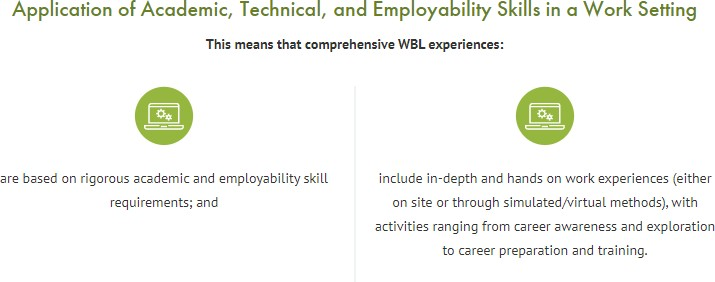 Application of Academic, Technical, and Employability Skills in a Work Setting
This means that comprehensive WBL experiences:
are based on rigorous academic and employability skill
requirements; and
include in-depth and hands on work experiences (either
on site or through simulated/virtual methods), with
activities ranging from career awareness and exploration
to career preparation and training.